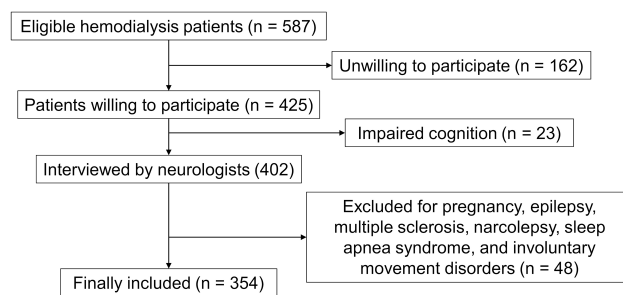 Eligible hemodialysis patients (n = 587)
Unwilling to participate (n = 162)
Patients willing to participate (n = 425)
Impaired cognition (n = 23)
Interviewed by neurologists (402)
Excluded for pregnancy, epilepsy,
multiple sclerosis, narcolepsy, sleep
apnea syndrome, and involuntary
movement disorders (n = 48)
Finally included (n = 354)